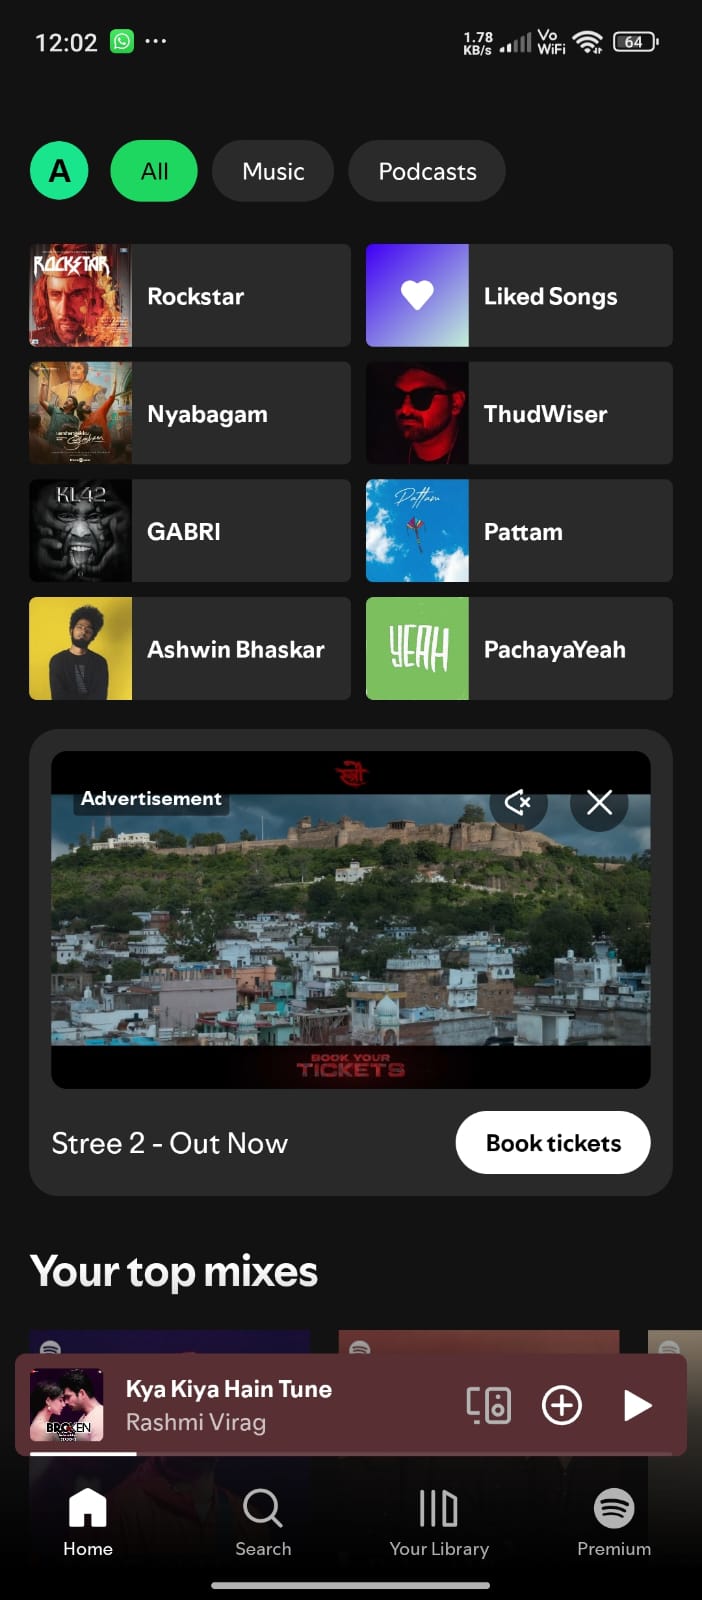 12:02
1.78
KB/s
Vo
WiFi
64
A
All
Music
Podcasts
ROCKSTAR
Rockstar
Liked Songs
Nyabagam
ThudWiser
KL42
GABRI
Pattam
Pattam
Ashwin Bhaskar
YEAH
PachayaYeah
स्त्री
Advertisement
BOOK YOUR
TICKETS
Stree 2 - Out Now
Book tickets
Your top mixes
BROKEN
Kya Kiya Hain Tune
Rashmi Virag
Home
Search
Your Library
Premium